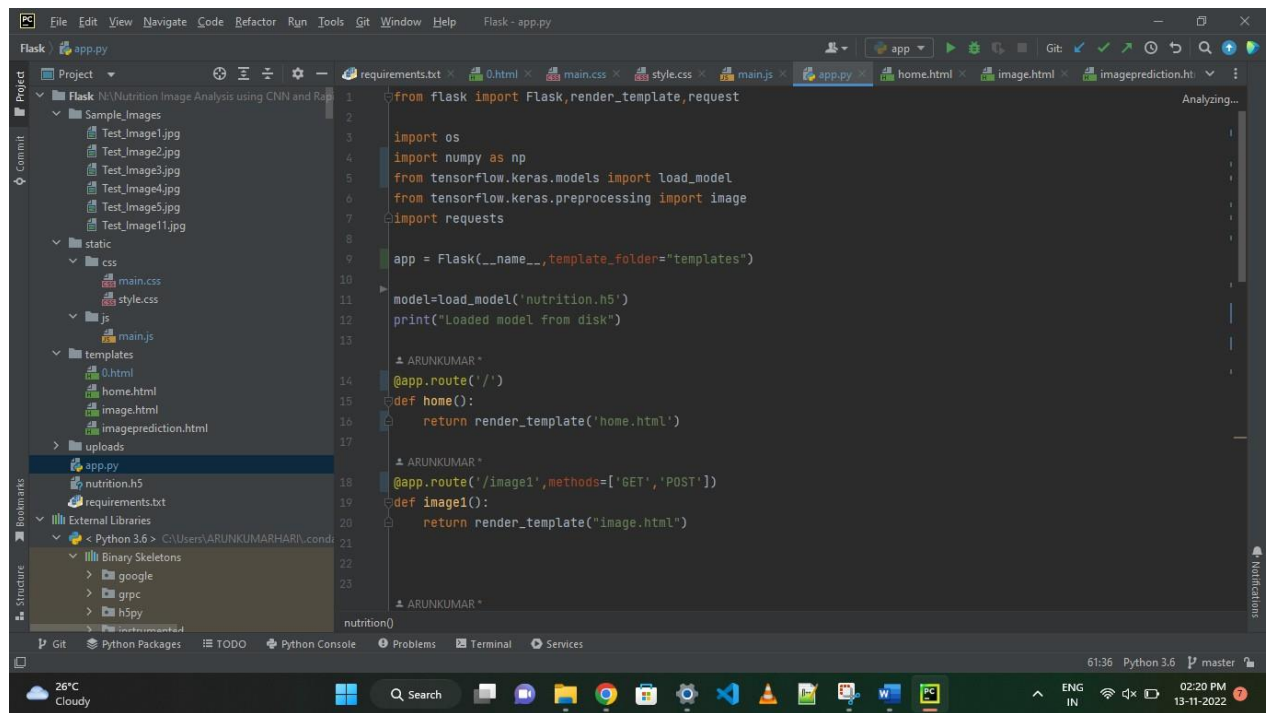 PC File Edit View Navigate Code Refactor Run Tools Git Window Help Flask - app.py
Flask app.py app Git:
Project
requirements.txt 0.html main.css style.css main.js app.py home.html image.html imageprediction.ht
Project
Commit
Bookmarks
Structure
Flask N:\Nutrition Image Analysis using CNN and Rap
Sample_Images
Test_Image1.jpg
Test_Image2.jpg
Test_Image3.jpg
Test_Image4.jpg
Test_Image5.jpg
Test_Image11.jpg
static
css
main.css
style.css
js
main.js
templates
0.html
home.html
image.html
imageprediction.html
uploads
app.py
nutrition.h5
requirements.txt
External Libraries
< Python 3.6 > C:\Users\ARUNKUMARHARI\.conda
Binary Skeletons
google
grpc
h5py
instrumented
Analyzing...
1 from flask import Flask,render_template,request
2
3 import os
4 import numpy as np
5 from tensorflow.keras.models import load_model
6 from tensorflow.keras.preprocessing import image
7 import requests
8
9 app = Flask(__name__,template_folder="templates")
10
11 model=load_model('nutrition.h5')
12 print("Loaded model from disk")
13
ARUNKUMAR *
14 @app.route('/')
15 def home():
16 return render_template('home.html')
17
ARUNKUMAR *
18 @app.route('/image1',methods=['GET','POST'])
19 def image1():
20 return render_template("image.html")
21
22
23
ARUNKUMAR *
nutrition()
Notifications
Git Python Packages TODO Python Console Problems Terminal Services
61:36 Python 3.6 master
26°C
Cloudy
Search
ENG
IN
02:20 PM
13-11-2022
7